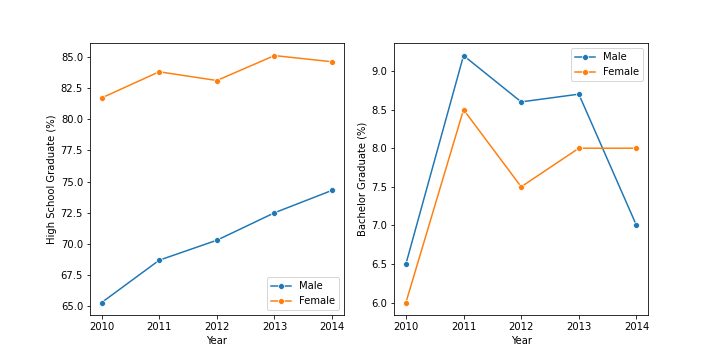 High School Graduate (%)
85.0
82.5
80.0
77.5
75.0
72.5
70.0
67.5
65.0
2010 2011 2012 2013 2014
Year
Male
Female
Bachelor Graduate (%)
9.0
8.5
8.0
7.5
7.0
6.5
6.0
2010 2011 2012 2013 2014
Year
Male
Female